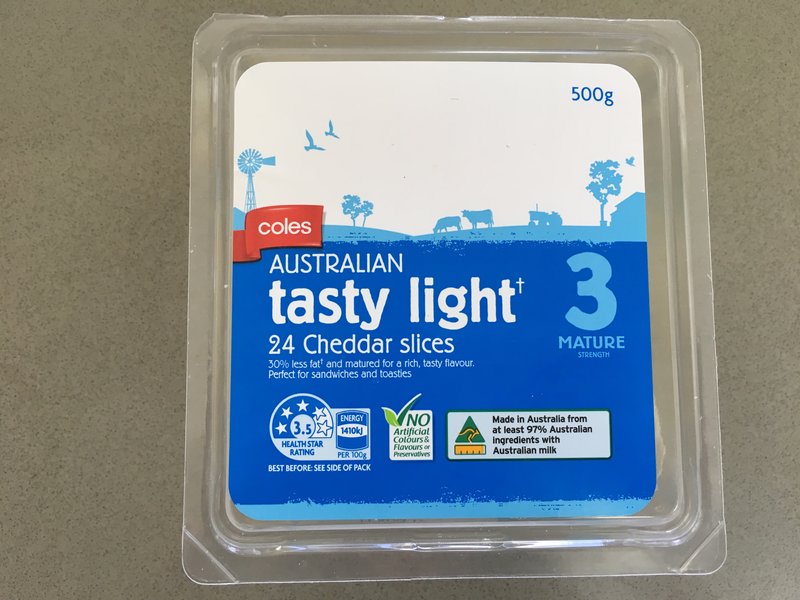 500g
coles
AUSTRALIAN
tasty light†
24 Cheddar slices
30% less fat† and matured for a rich, tasty flavour.
Perfect for sandwiches and toasties
3
MATURE
STRENGTH
3.5
HEALTH STAR
RATING
ENERGY
1410kJ
PER 100g
NO
Artificial
Colours &
Flavours or
Preservatives
Made in Australia from
at least 97% Australian
ingredients with
Australian milk
BEST BEFORE: SEE SIDE OF PACK